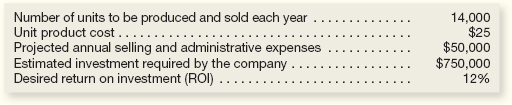 Number of units to be produced and sold each year .............. 14,000
Unit product cost .......................................... $25
Projected annual selling and administrative expenses ............ $50,000
Estimated investment required by the company .................. $750,000
Desired return on investment (ROI) ............................ 12%